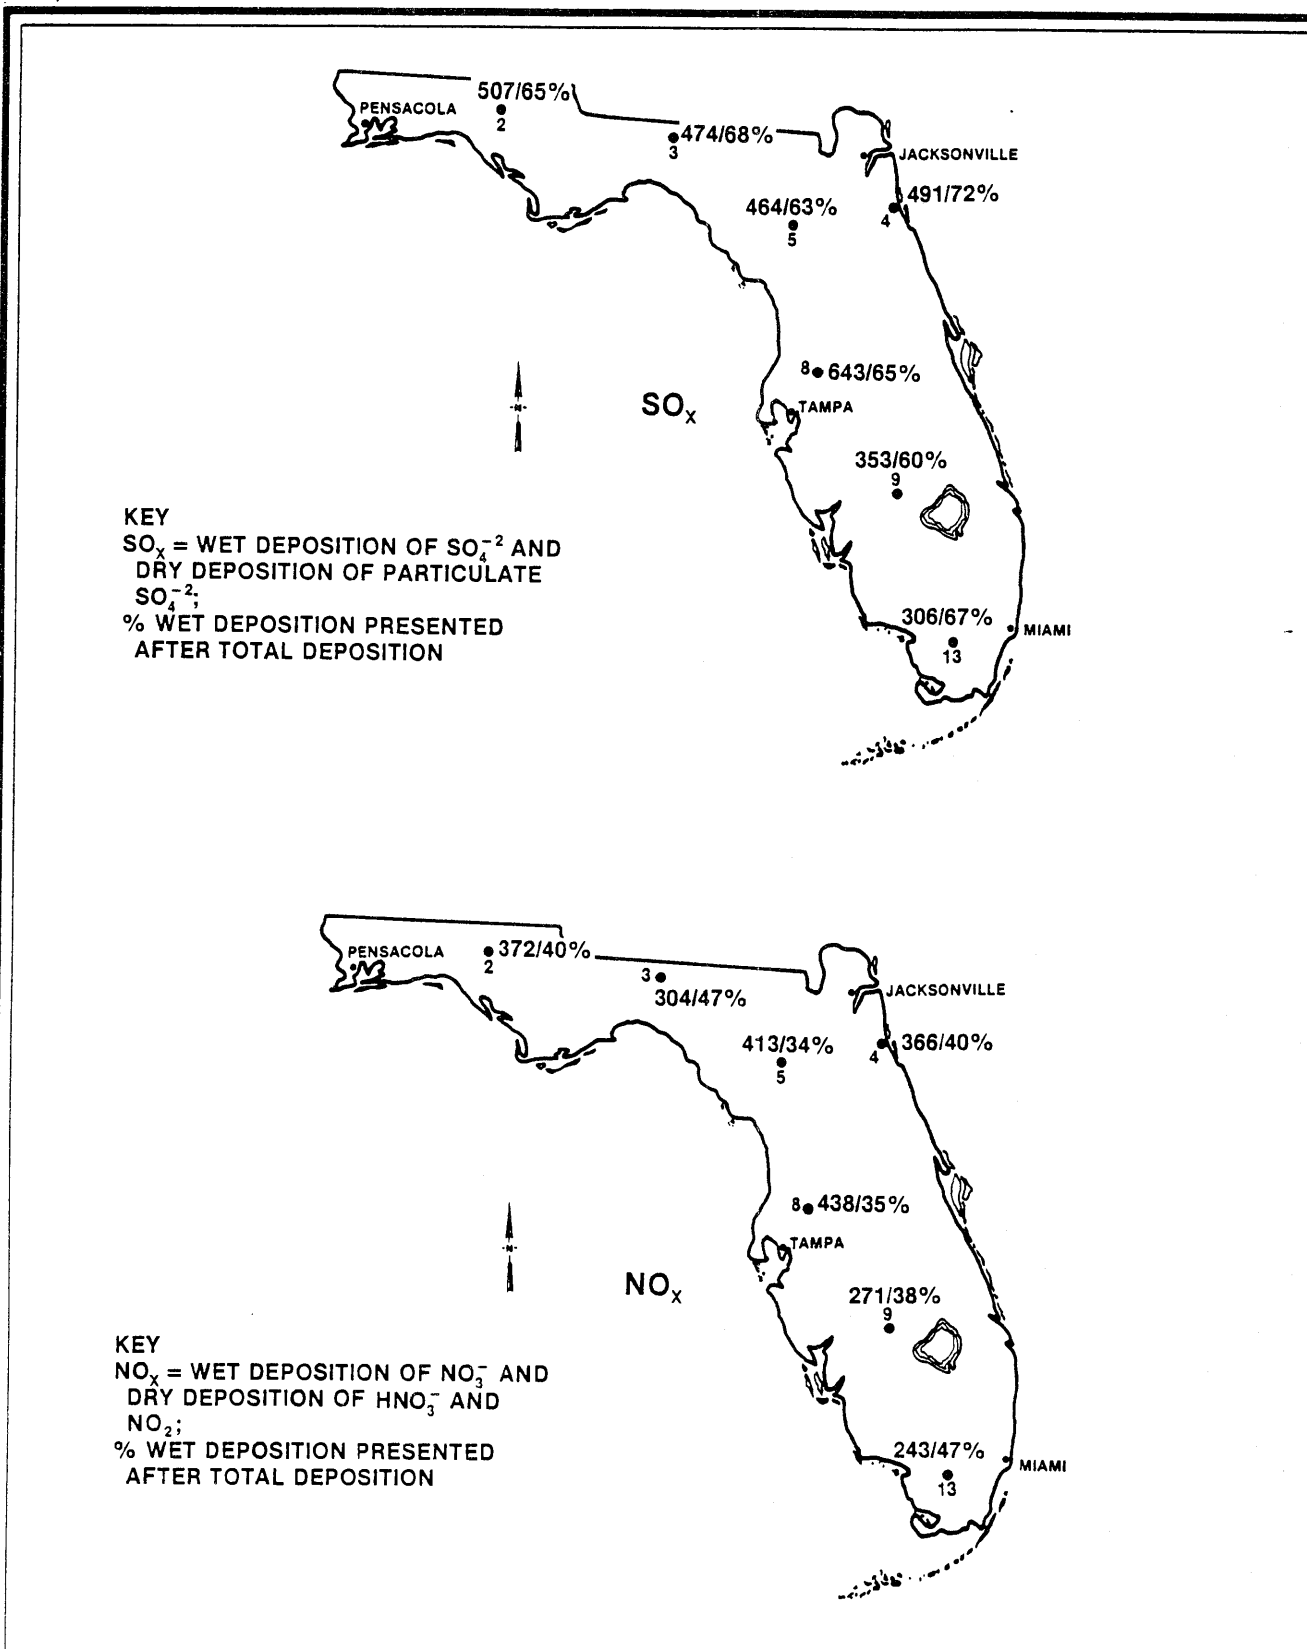 507/65%
PENSACOLA
2
474/68%
3
JACKSONVILLE
491/72%
4
464/63%
5
8 643/65%
SOₓ
TAMPA
353/60%
9
KEY
SOₓ = WET DEPOSITION OF SO₄⁻² AND
DRY DEPOSITION OF PARTICULATE
SO₄⁻²;
% WET DEPOSITION PRESENTED
AFTER TOTAL DEPOSITION
N
306/67%
MIAMI
13
PENSACOLA
372/40%
2
3
304/47%
JACKSONVILLE
366/40%
4
413/34%
5
8 438/35%
TAMPA
N
NOₓ
271/38%
9
KEY
NOₓ = WET DEPOSITION OF NO₃⁻ AND
DRY DEPOSITION OF HNO₃⁻ AND
NO₂;
% WET DEPOSITION PRESENTED
AFTER TOTAL DEPOSITION
243/47%
MIAMI
13